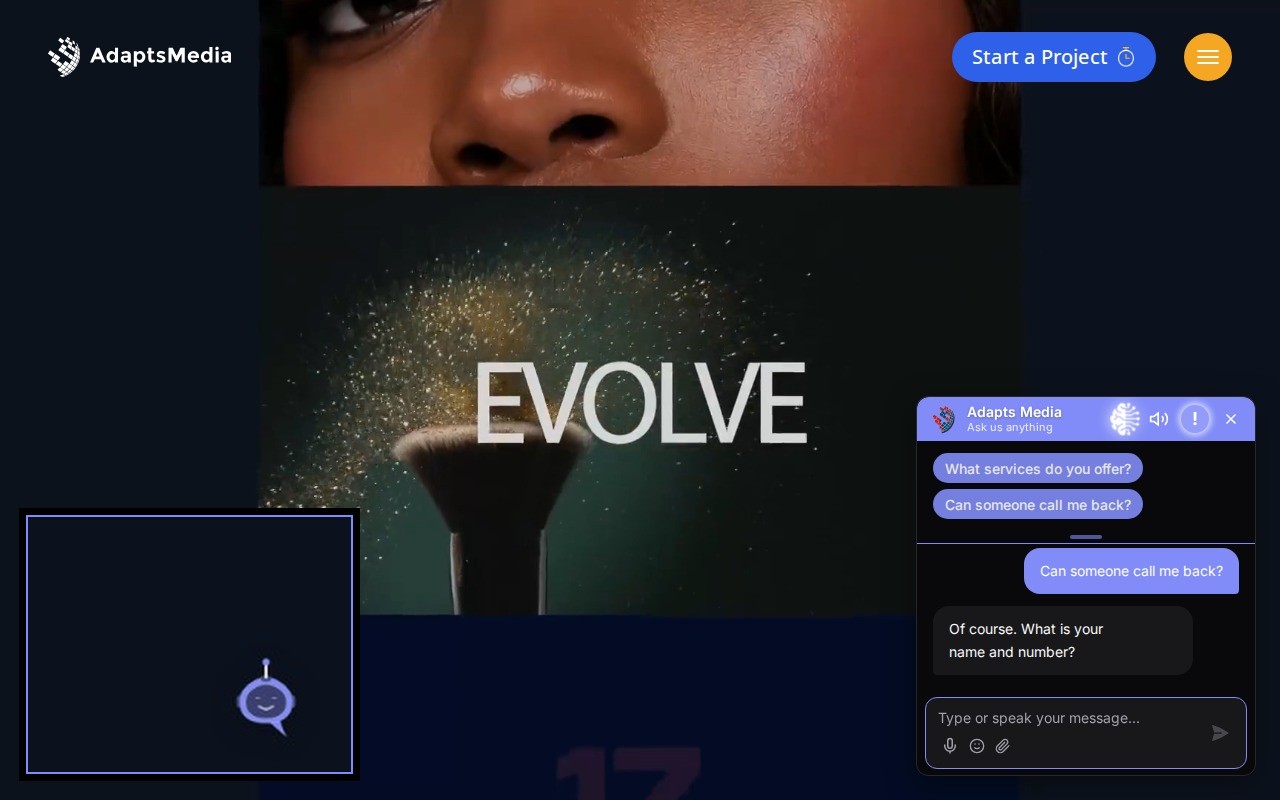 AdaptsMedia
Start a Project
EVOLVE
17
Adapts Media
Ask us anything
What services do you offer?
Can someone call me back?
Can someone call me back?
Of course. What is your
name and number?
Type or speak your message...